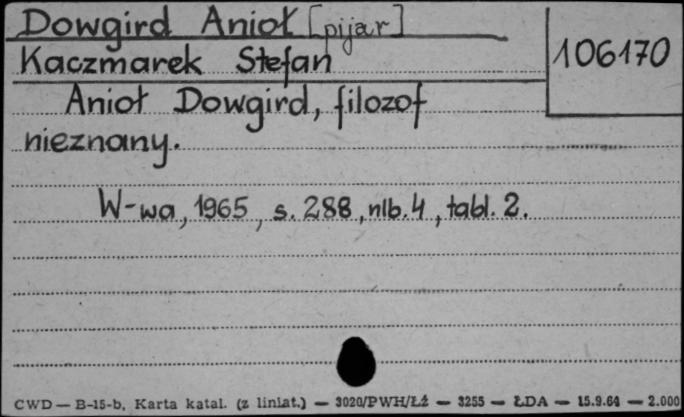 Dowgird Anioł [pijar]
106170
Kaczmarek Stefan
Anioł Dowgird, filozof
nieznany.
W-wa, 1965, s. 288, nlb. 4, tabl. 2.
CWD — B-15-b. Karta katal. (z liniat.) — 3020/PWH/Łź — 3255 — ŁDA — 15.9.64 — 2.000